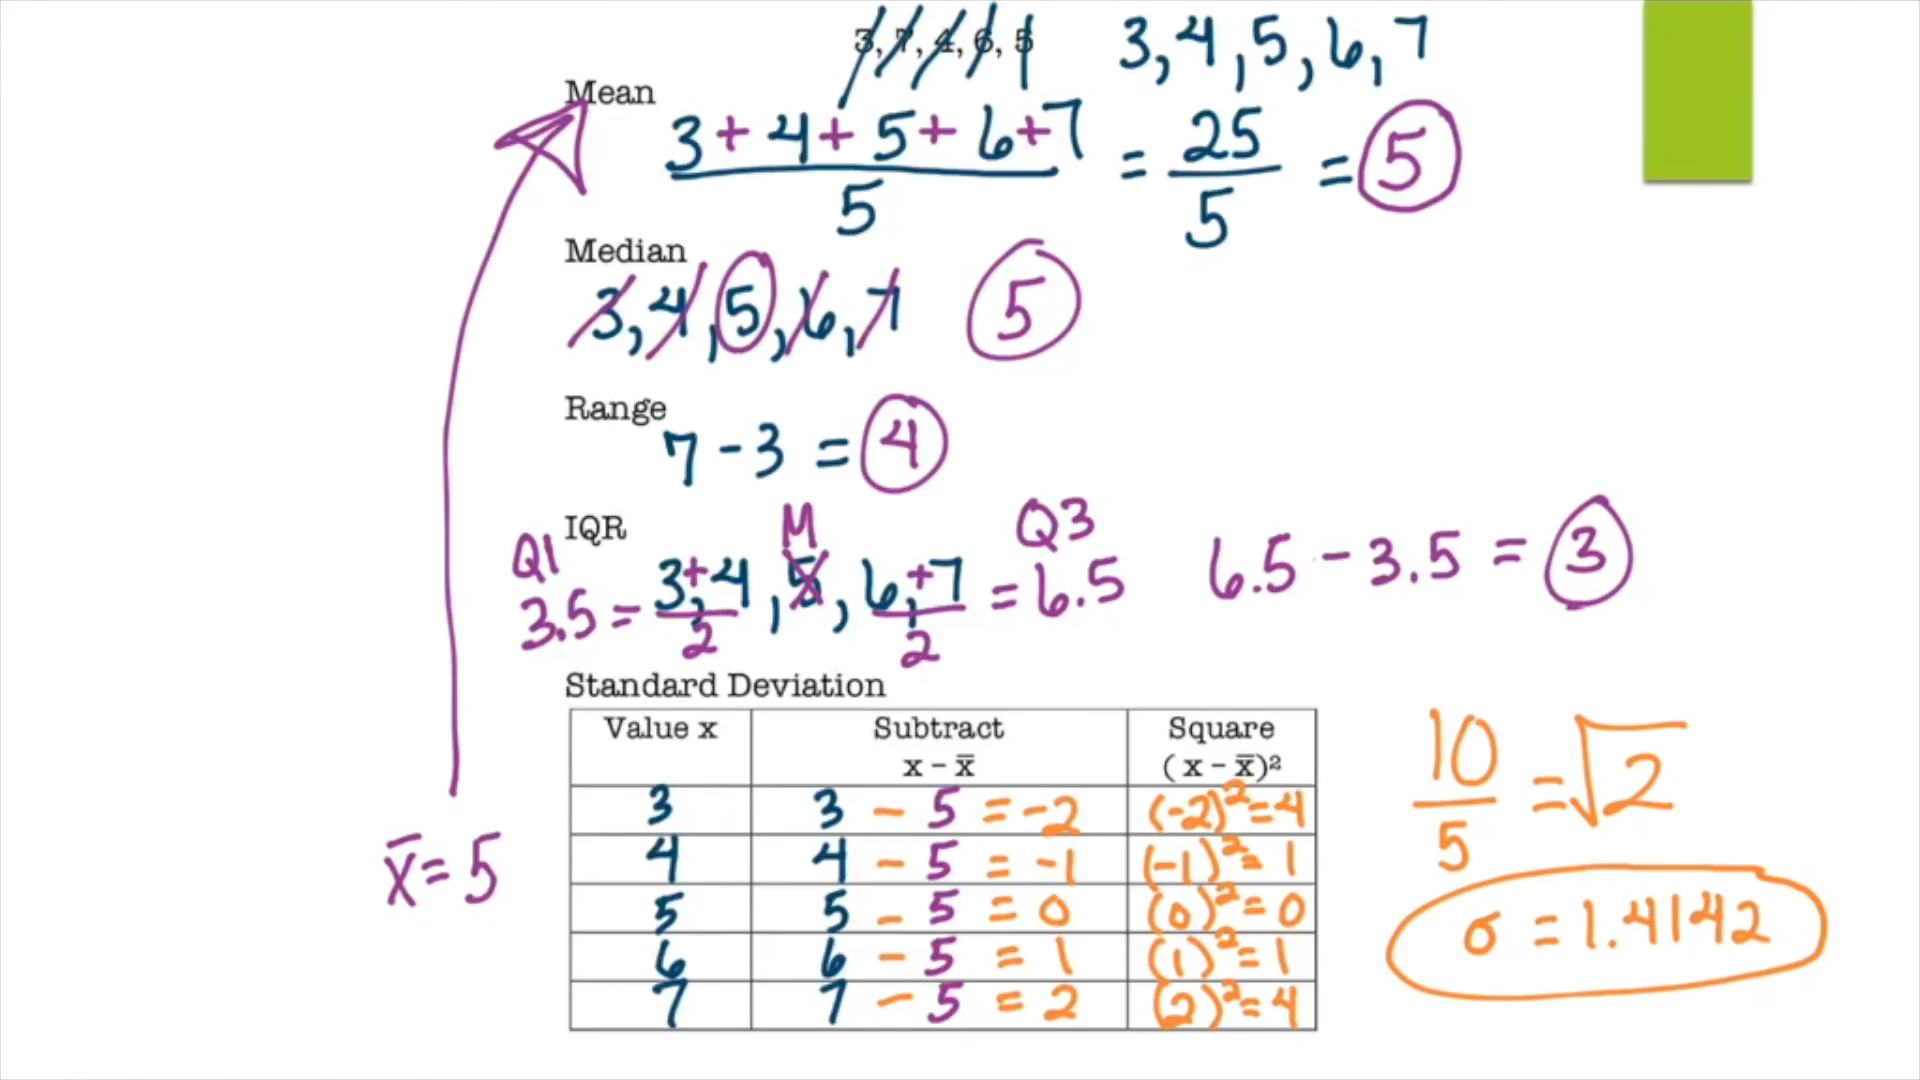 3, 7, 4, 6, 5 3, 4, 5, 6, 7
Mean
3 + 4 + 5 + 6 + 7 / 5 = 25 / 5 = 5
Median
3, 4, 5, 6, 7 5
Range
7 - 3 = 4
IQR
Q1 M Q3
3.5 = 3, + 4 / 2 , 5, 6, + 7 / 2 = 6.5 6.5 - 3.5 = 3
Standard Deviation
Value x Subtract x - x̄ Square ( x - x̄)²
3 3 - 5 = -2 (-2)² = 4
4 4 - 5 = -1 (-1)² = 1
5 5 - 5 = 0 (0)² = 0
6 6 - 5 = 1 (1)² = 1
7 7 - 5 = 2 (2)² = 4
x̄ = 5
10 / 5 = √2
σ = 1.4142